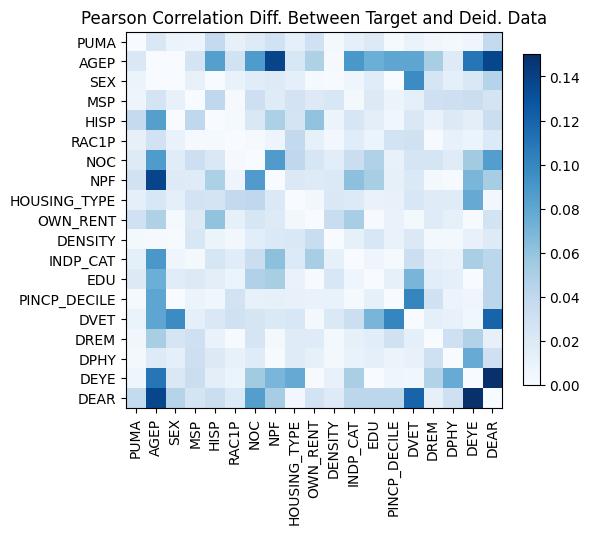 Pearson Correlation Diff. Between Target and Deid. Data
PUMA
AGEP
SEX
MSP
HISP
RAC1P
NOC
NPF
HOUSING_TYPE
OWN_RENT
DENSITY
INDP_CAT
EDU
PINCP_DECILE
DVET
DREM
DPHY
DEYE
DEAR
0.14
0.12
0.10
0.08
0.06
0.04
0.02
0.00
PUMA
AGEP
SEX
MSP
HISP
RAC1P
NOC
NPF
HOUSING_TYPE
OWN_RENT
DENSITY
INDP_CAT
EDU
PINCP_DECILE
DVET
DREM
DPHY
DEYE
DEAR